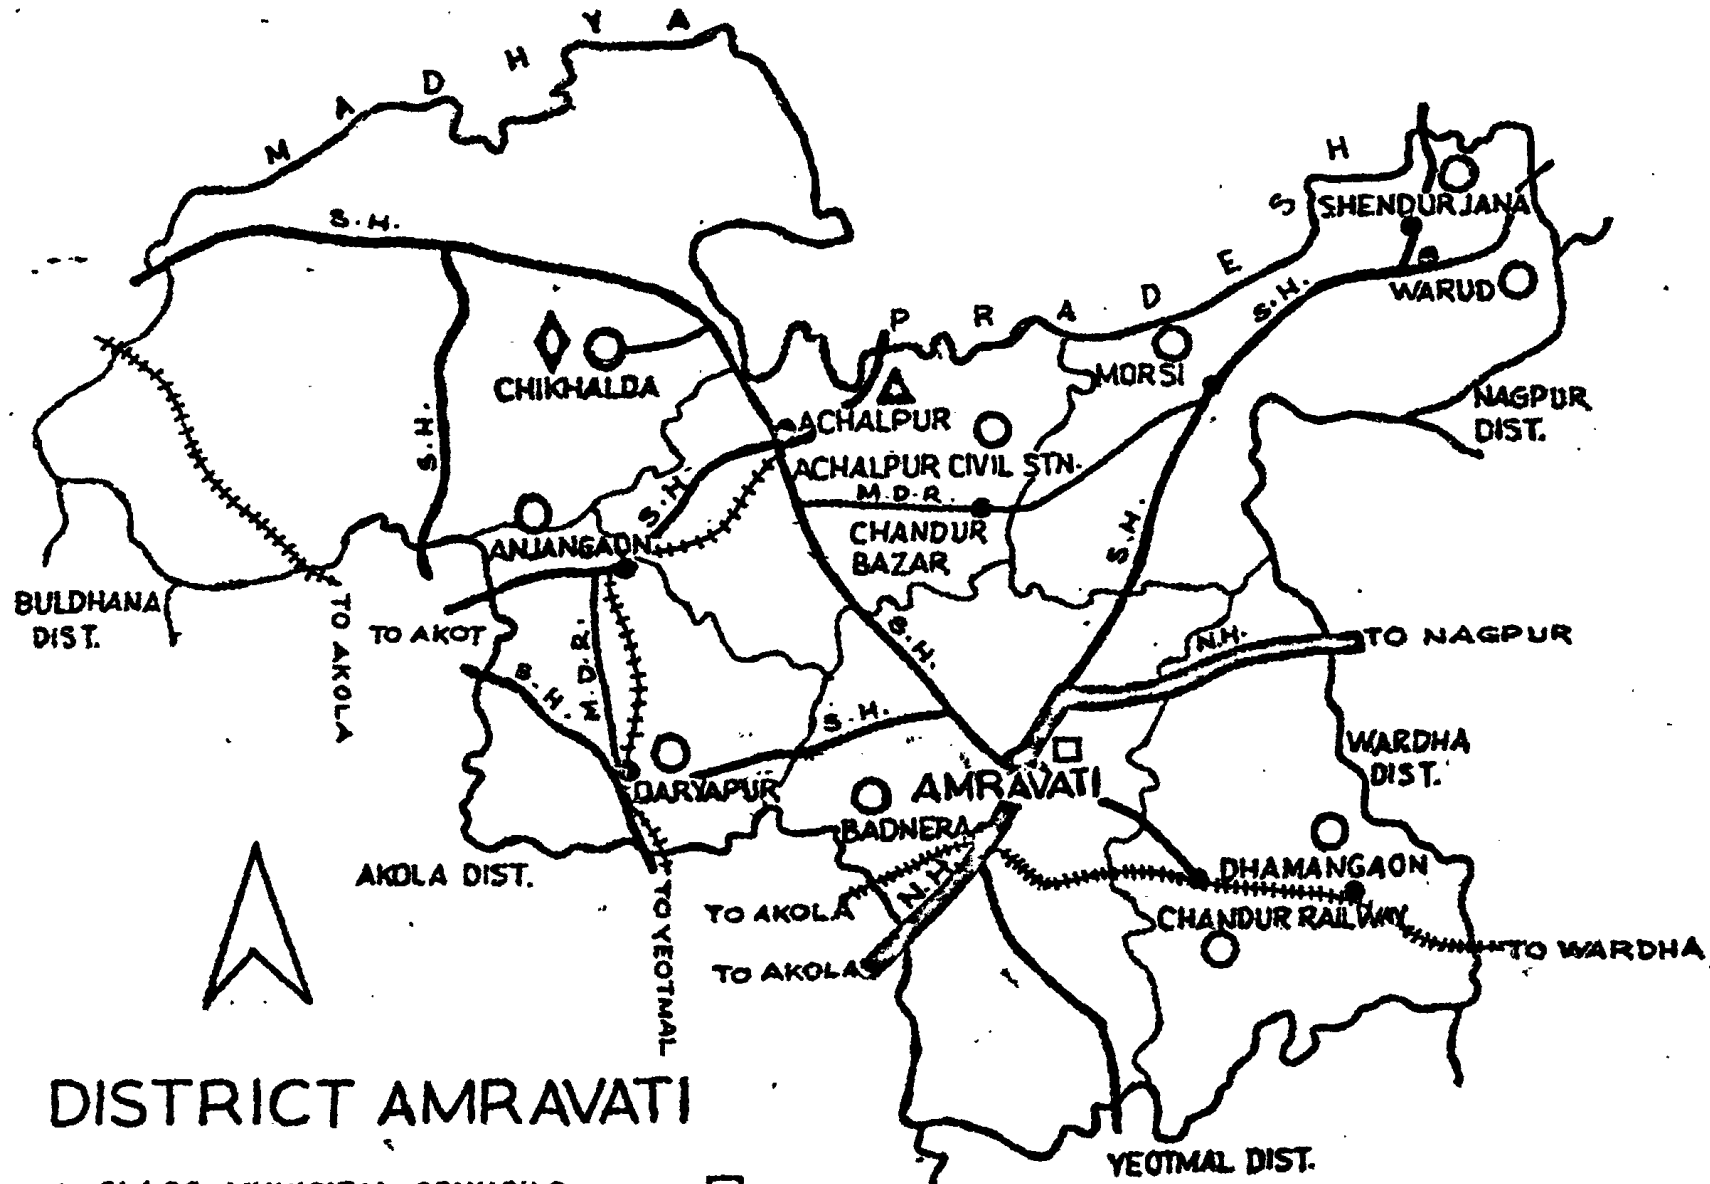 MADHYA
PRADESH
S.H.
SHENDURJANA
WARUD
S.H.
MORSI
CHIKHALDA
NAGPUR
DIST.
ACHALPUR
ACHALPUR CIVIL STN.
S.H.
S.H.
M.D.R.
CHANDUR
BAZAR
S.H.
ANJANGAON
BULDHANA
DIST.
TO AKOLA
TO AKOT
M.D.R.
S.H.
S.H.
N.H.
TO NAGPUR
S.H.
WARDHA
DIST.
DARYAPUR
AMRAVATI
BADNERA
AKOLA DIST.
DHAMANGAON
N.H.
TO AKOLA
CHANDUR RAILWAY
TO WARDHA
TO AKOLA
TO YEOTMAL
DISTRICT AMRAVATI
YEOTMAL DIST.